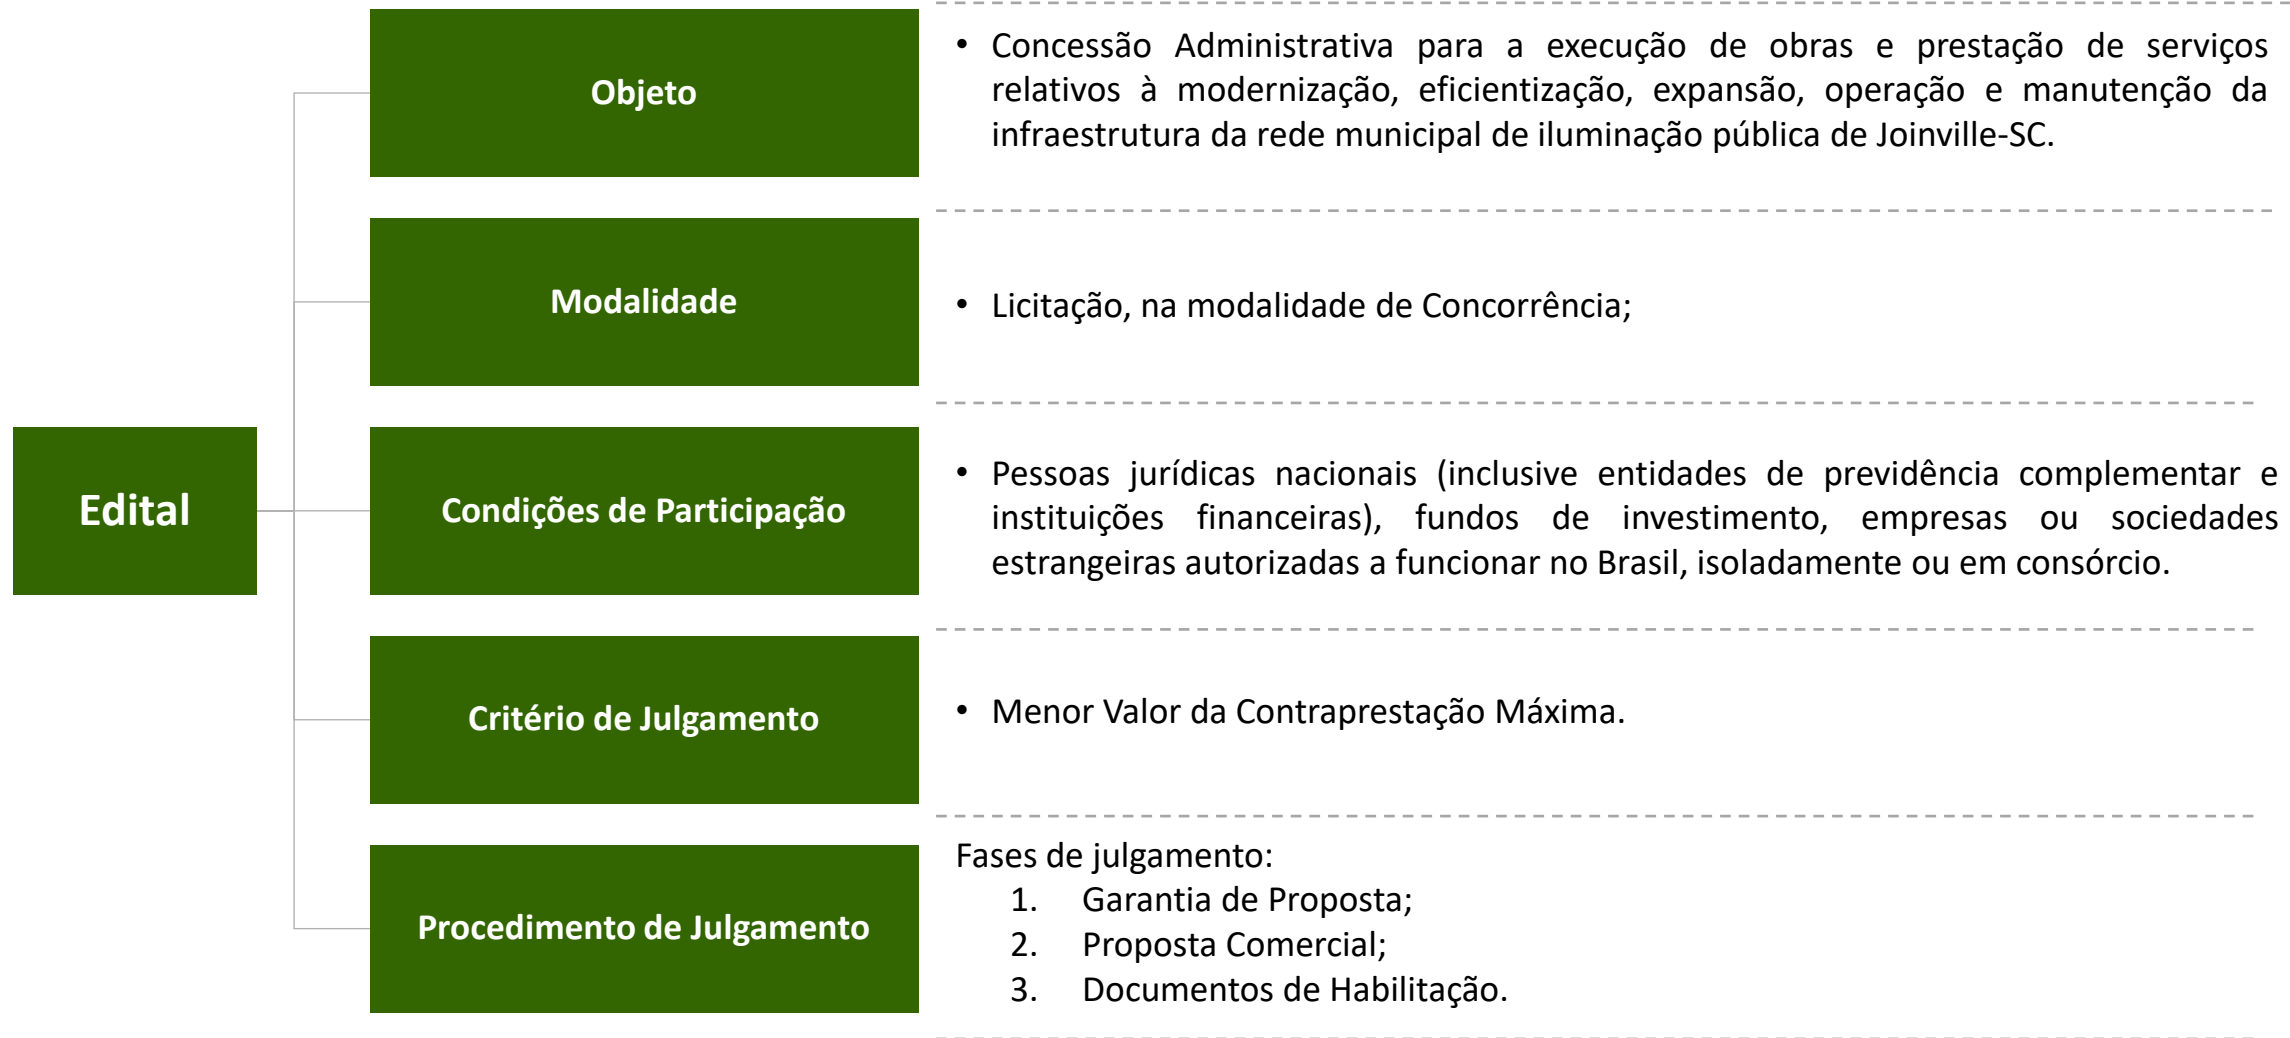 Edital
Objeto
• Concessão Administrativa para a execução de obras e prestação de serviços
relativos à modernização, eficientização, expansão, operação e manutenção da
infraestrutura da rede municipal de iluminação pública de Joinville-SC.
Modalidade
• Licitação, na modalidade de Concorrência;
Condições de Participação
• Pessoas jurídicas nacionais (inclusive entidades de previdência complementar e
instituições financeiras), fundos de investimento, empresas ou sociedades
estrangeiras autorizadas a funcionar no Brasil, isoladamente ou em consórcio.
Critério de Julgamento
• Menor Valor da Contraprestação Máxima.
Procedimento de Julgamento
Fases de julgamento:
1. Garantia de Proposta;
2. Proposta Comercial;
3. Documentos de Habilitação.